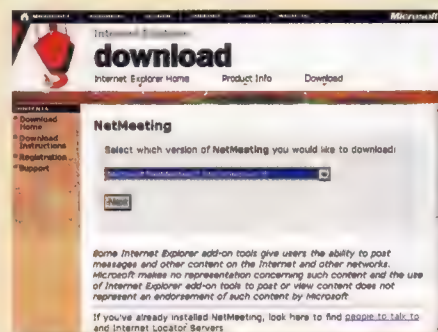 Microsoft
Internet Explorer
download
Internet Explorer Home Product Info Download
Download
Home
Download
Instructions
Registration
Support
NetMeeting
Select which version of NetMeeting you would like to download:
Next
Some Internet Explorer add-on tools give users the ability to post
messages and other content on the Internet and other networks.
Microsoft makes no representation concerning such content and the use
of Internet Explorer add-on tools to post or view content does not
represent an endorsement of such content by Microsoft
If you've already installed NetMeeting, look here to find people to talk to
and Internet Locator Servers